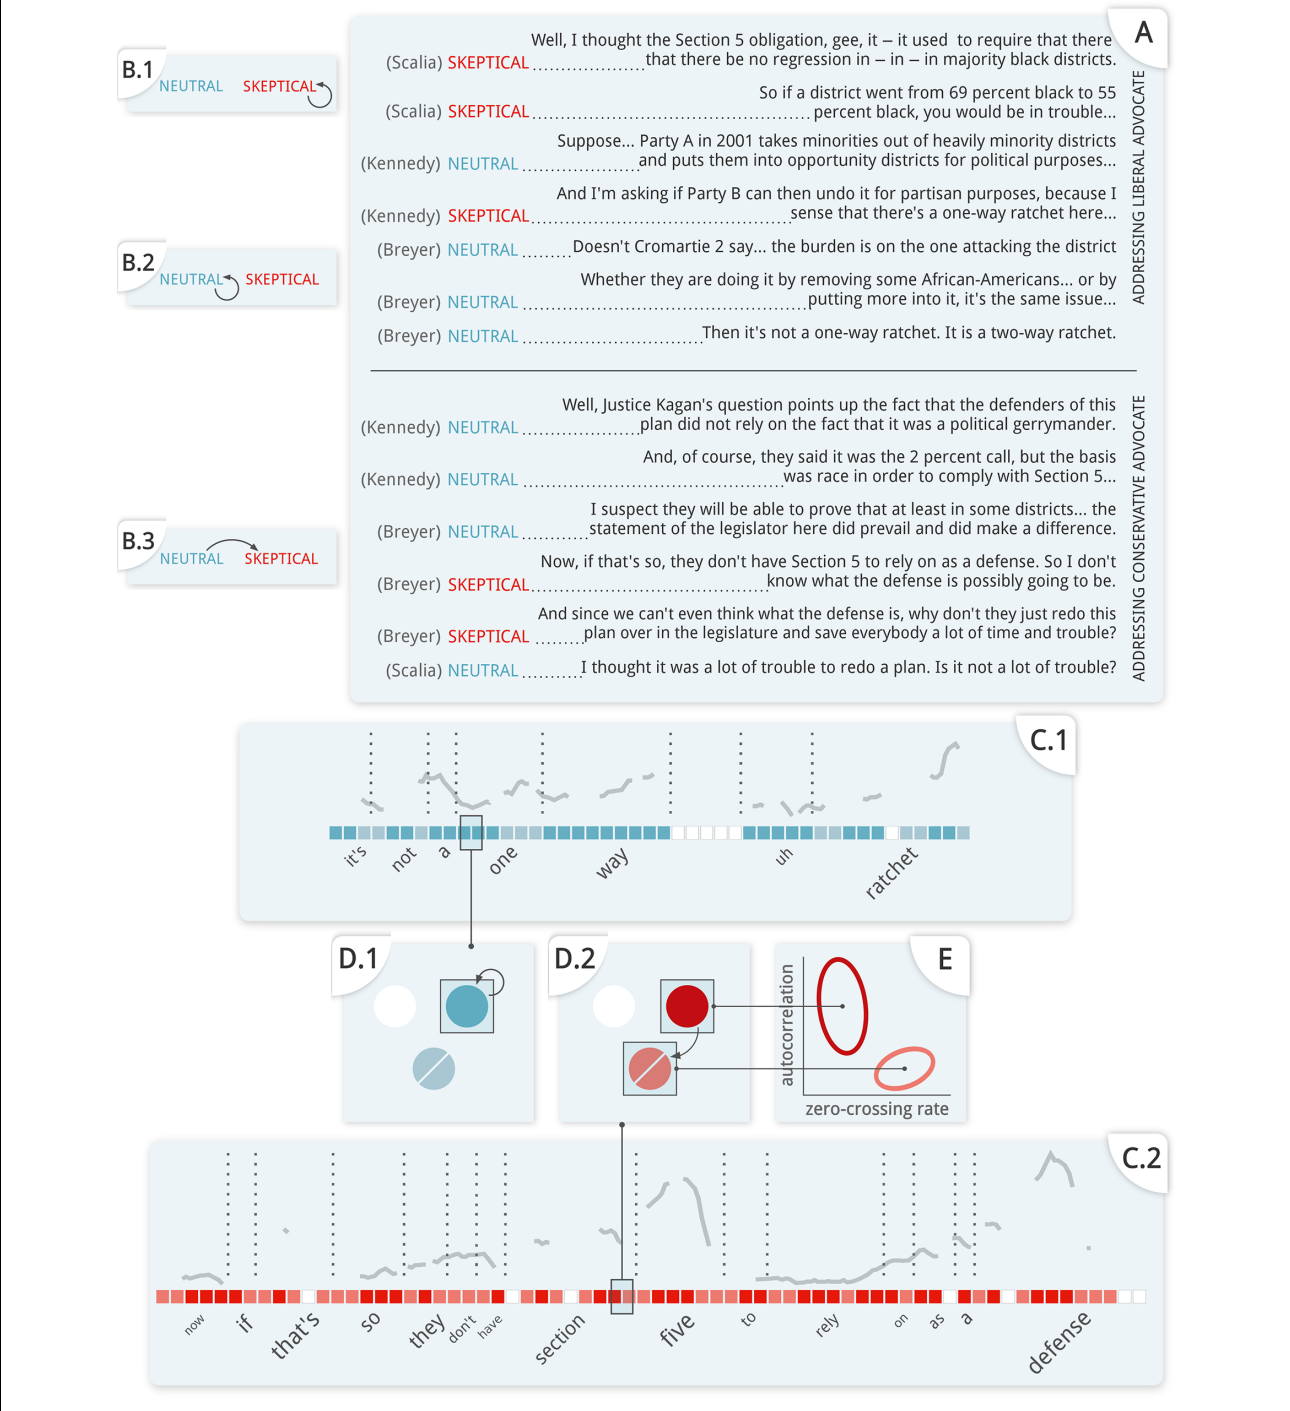 A
Well, I thought the Section 5 obligation, gee, it – it used  to require that there
(Scalia) SKEPTICAL ....................that there be no regression in – in – in majority black districts.
So if a district went from 69 percent black to 55
(Scalia) SKEPTICAL .................................................. percent black, you would be in trouble...
Suppose... Party A in 2001 takes minorities out of heavily minority districts
(Kennedy) NEUTRAL .....................and puts them into opportunity districts for political purposes...
And I'm asking if Party B can then undo it for partisan purposes, because I
(Kennedy) SKEPTICAL...............................................sense that there's a one-way ratchet here...
(Breyer) NEUTRAL .........Doesn't Cromartie 2 say... the burden is on the one attacking the district
Whether they are doing it by removing some African-Americans... or by
(Breyer) NEUTRAL ....................................................putting more into it, it's the same issue...
(Breyer) NEUTRAL .................................Then it's not a one-way ratchet. It is a two-way ratchet.
ADDRESSING LIBERAL ADVOCATE
Well, Justice Kagan's question points up the fact that the defenders of this
(Kennedy) NEUTRAL .....................plan did not rely on the fact that it was a political gerrymander.
And, of course, they said it was the 2 percent call, but the basis
(Kennedy) NEUTRAL ...............................................was race in order to comply with Section 5...
I suspect they will be able to prove that at least in some districts... the
(Breyer) NEUTRAL ............statement of the legislator here did prevail and did make a difference.
Now, if that's so, they don't have Section 5 to rely on as a defense. So I don't
(Breyer) SKEPTICAL...........................................know what the defense is possibly going to be.
And since we can't even think what the defense is, why don't they just redo this
(Breyer) SKEPTICAL .........plan over in the legislature and save everybody a lot of time and trouble?
(Scalia) NEUTRAL ...........I thought it was a lot of trouble to redo a plan. Is it not a lot of trouble?
ADDRESSING CONSERVATIVE ADVOCATE
B.1
NEUTRAL SKEPTICAL
B.2
NEUTRAL SKEPTICAL
B.3
NEUTRAL SKEPTICAL
C.1
it's not a one way uh ratchet
D.1
D.2
E
autocorrelation
zero-crossing rate
C.2
now if that's so they don't have section five to rely on as a defense